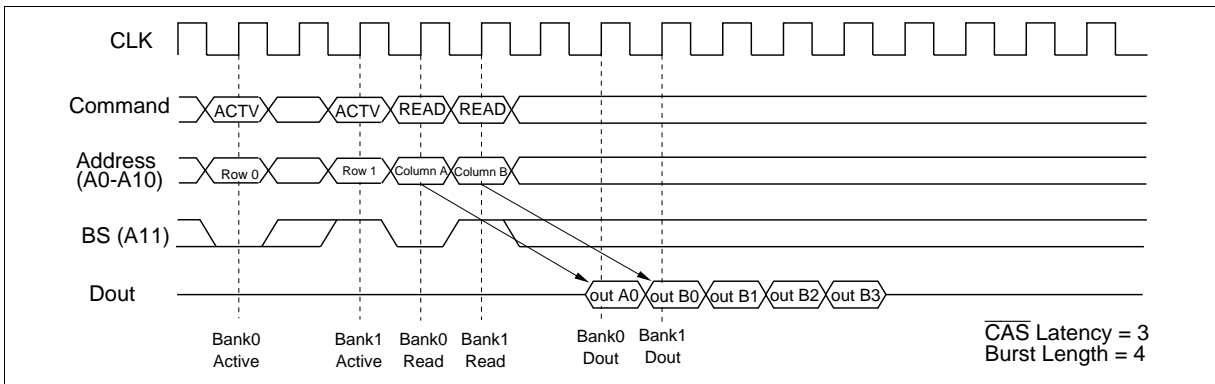 CLK
Command
ACTV
ACTV
READ
READ
Address
(A0-A10)
Row 0
Row 1
Column A
Column B
BS (A11)
Dout
out A0
out B0
out B1
out B2
out B3
Bank0
Active
Bank1
Active
Bank0
Read
Bank1
Read
Bank0
Dout
Bank1
Dout
CAS Latency = 3
Burst Length = 4